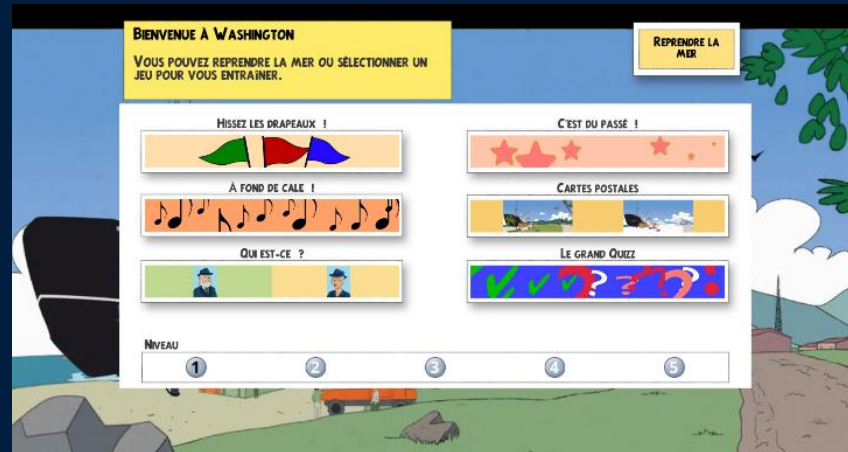 BIENVENUE À WASHINGTON
VOUS POUVEZ REPRENDRE LA MER OU SÉLECTIONNER UN
JEU POUR VOUS ENTRAÎNER.
REPRENDRE LA
MER
HISSEZ LES DRAPEAUX !
C'EST DU PASSÉ !
À FOND DE CALE !
CARTES POSTALES
QUI EST-CE ?
LE GRAND QUIZZ
NIVEAU
1 2 3 4 5